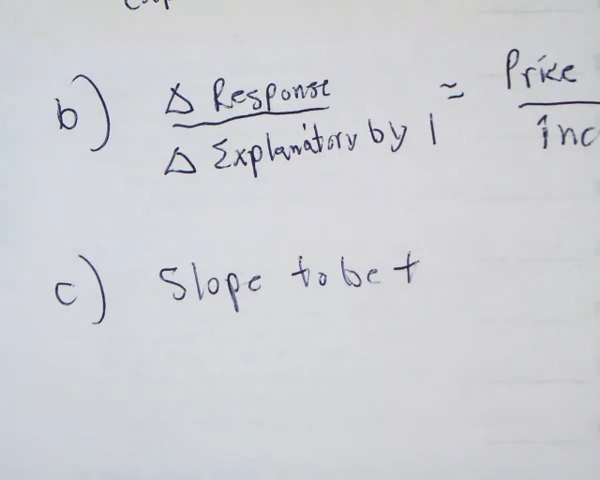 b) Δ Response ≈ Price
Δ Explanatory by 1 inc
c) Slope to be +